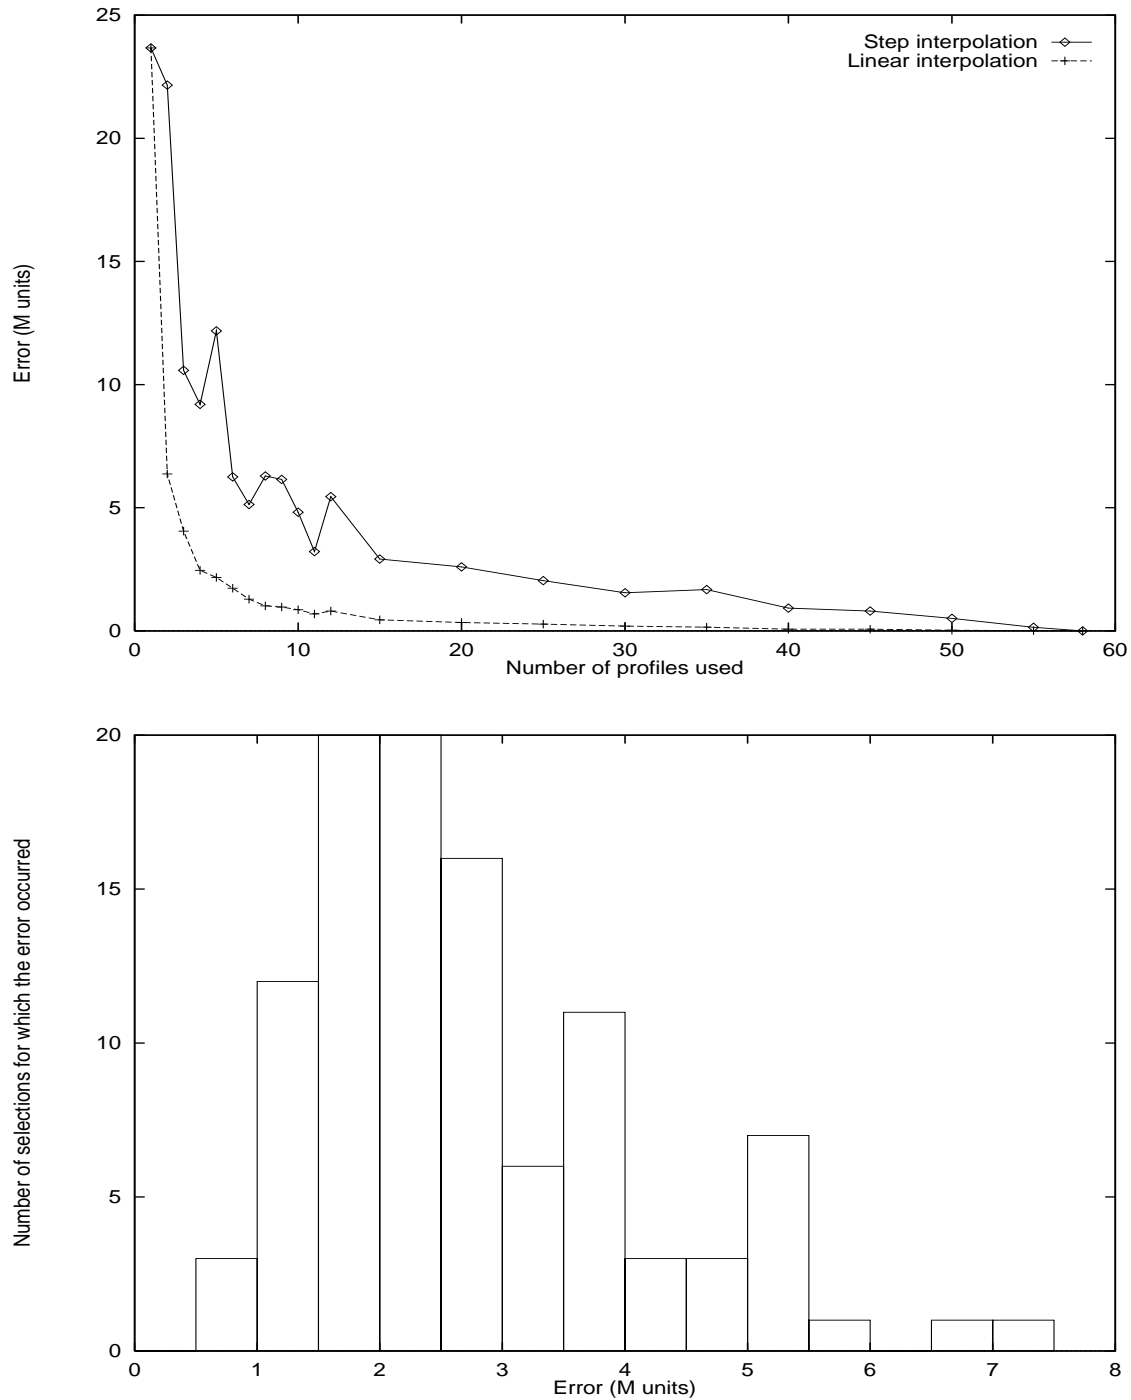 25
20
15
10
5
0
Error (M units)
Step interpolation
Linear interpolation
0 10 20 30 40 50 60
Number of profiles used
20
15
10
5
0
Number of selections for which the error occurred
0 1 2 3 4 5 6 7 8
Error (M units)